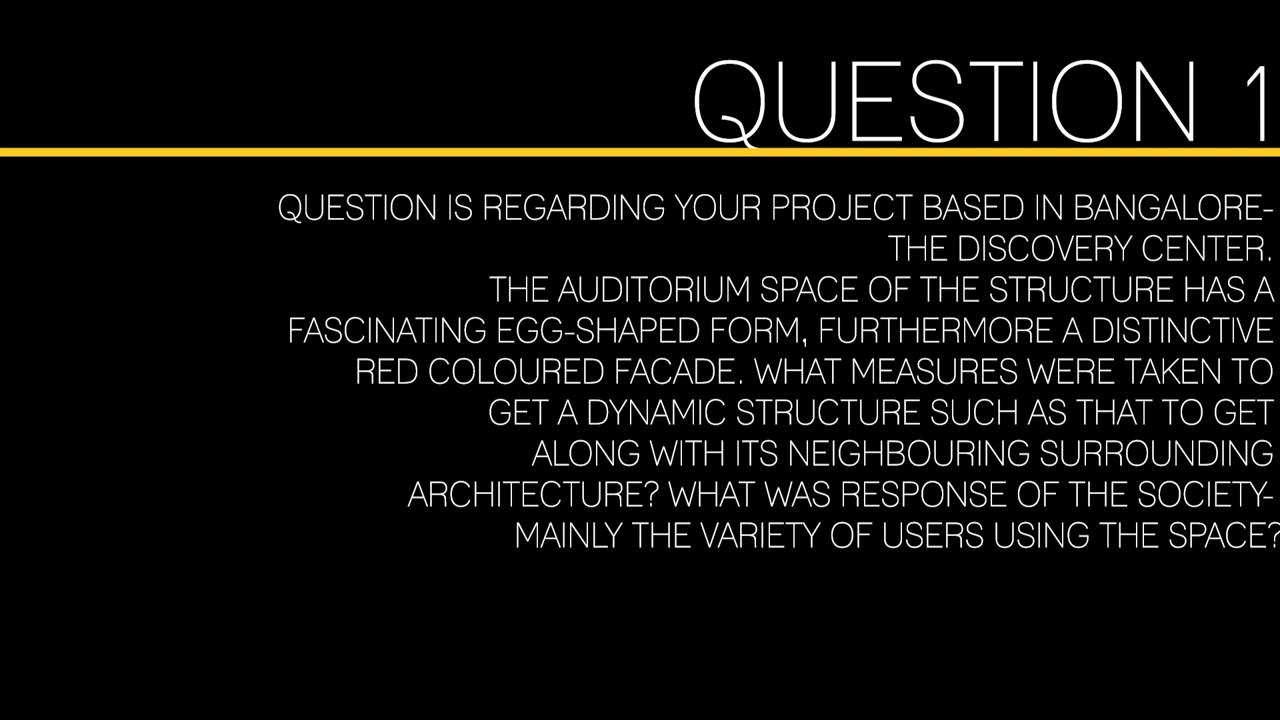 QUESTION 1
QUESTION IS REGARDING YOUR PROJECT BASED IN BANGALORE-
THE DISCOVERY CENTER.
THE AUDITORIUM SPACE OF THE STRUCTURE HAS A
FASCINATING EGG-SHAPED FORM, FURTHERMORE A DISTINCTIVE
RED COLOURED FACADE. WHAT MEASURES WERE TAKEN TO
GET A DYNAMIC STRUCTURE SUCH AS THAT TO GET
ALONG WITH ITS NEIGHBOURING SURROUNDING
ARCHITECTURE? WHAT WAS RESPONSE OF THE SOCIETY-
MAINLY THE VARIETY OF USERS USING THE SPACE?